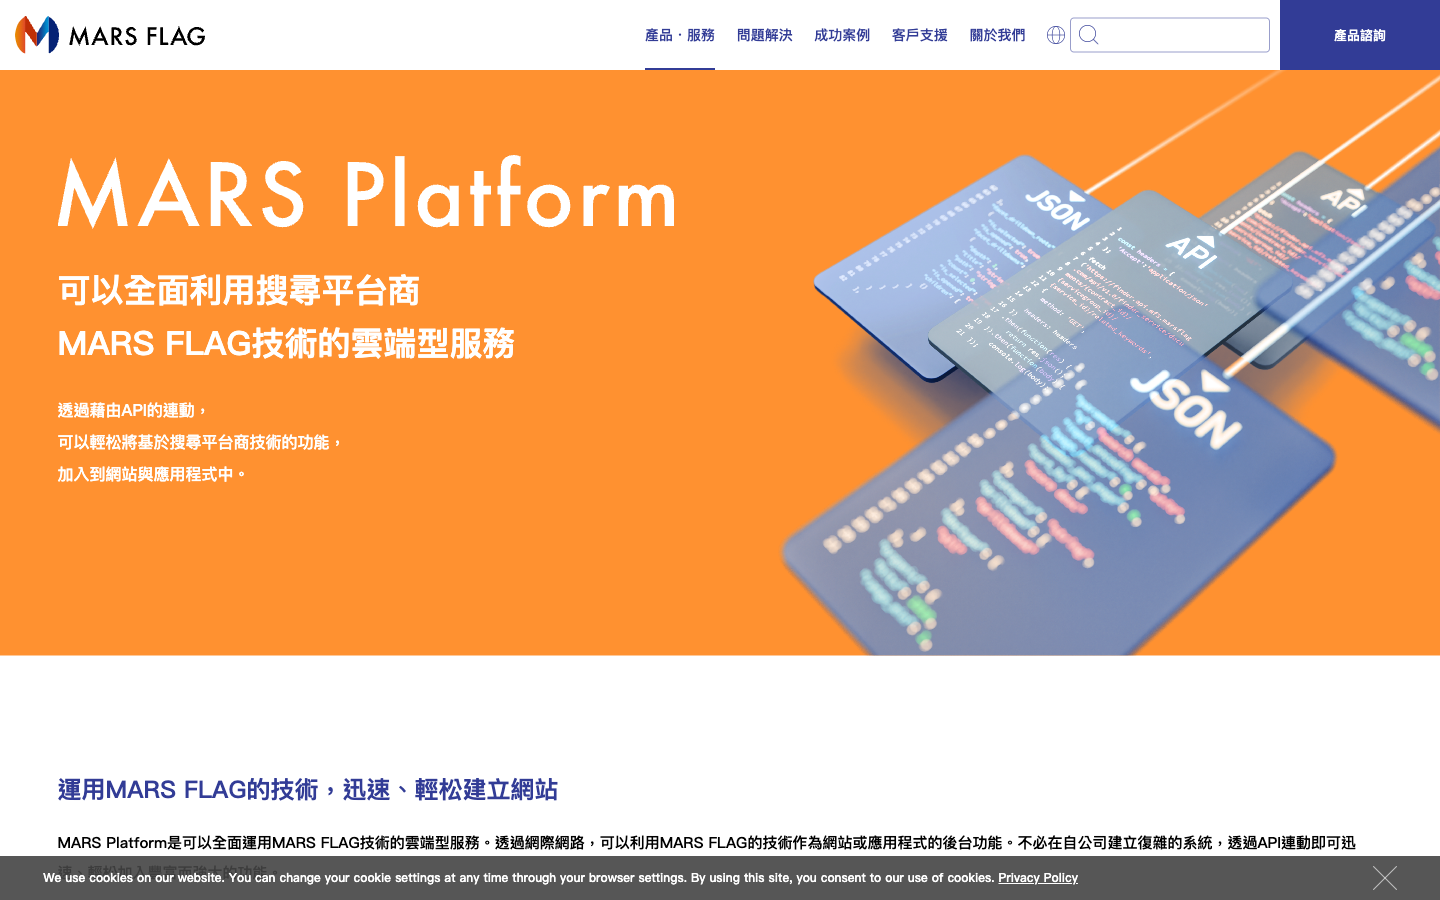 MARS FLAG
產品・服務
問題解決
成功案例
客戶支援
關於我們
產品諮詢
MARS Platform
可以全面利用搜尋平台商
MARS FLAG技術的雲端型服務
透過藉由API的連動，
可以輕松將基於搜尋平台商技術的功能，
加入到網站與應用程式中。
JSON
API
API
JSON
運用MARS FLAG的技術，迅速、輕松建立網站
MARS Platform是可以全面運用MARS FLAG技術的雲端型服務。透過網際網路，可以利用MARS FLAG的技術作為網站或應用程式的後台功能。不必在自公司建立復雜的系統，透過API連動即可迅
We use cookies on our website. You can change your cookie settings at any time through your browser settings. By using this site, you consent to our use of cookies. Privacy Policy